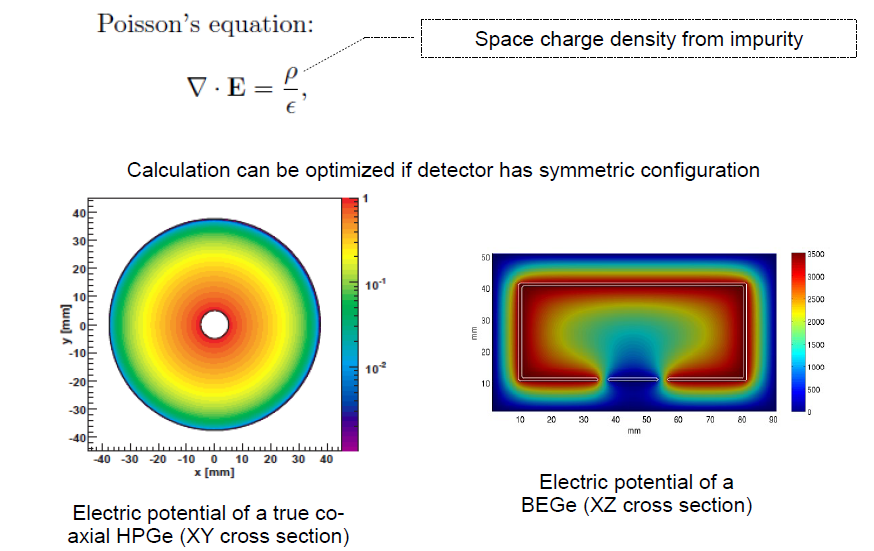 Poisson's equation:
Space charge density from impurity
∇ · E = ρ/ϵ,
Calculation can be optimized if detector has symmetric configuration
40
30
20
10
0
-10
-20
-30
-40
y [mm]
-40 -30 -20 -10 0 10 20 30 40
x [mm]
1
10⁻¹
10⁻²
50
40
30
20
10
mm
10 20 30 40 50 60 70 80 90
mm
3500
3000
2500
2000
1500
1000
500
0
Electric potential of a true co-
axial HPGe (XY cross section)
Electric potential of a
BEGe (XZ cross section)